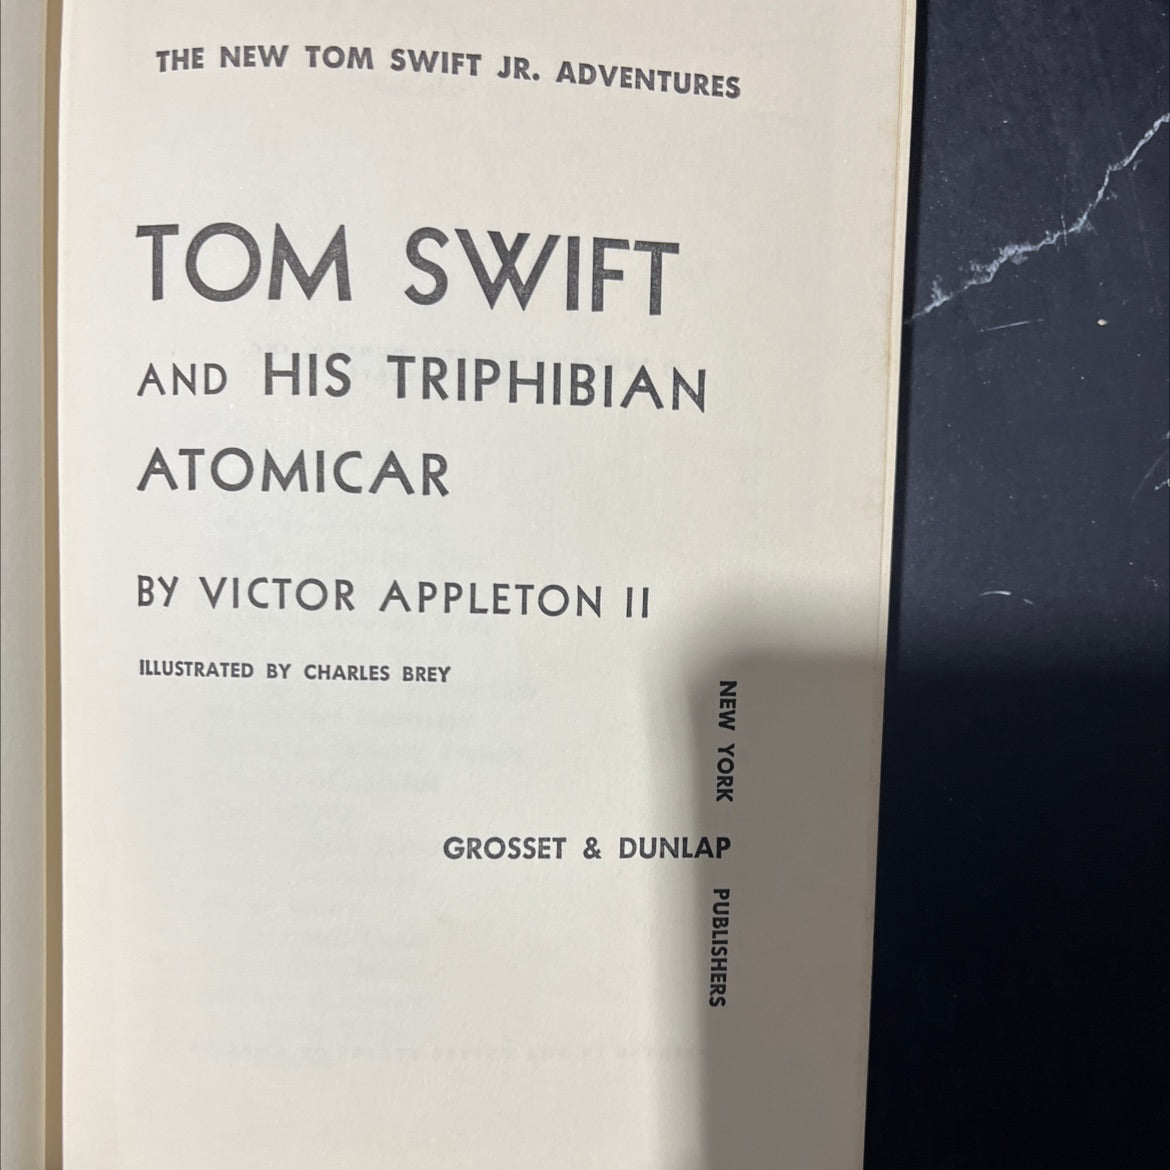 THE NEW TOM SWIFT JR. ADVENTURES
TOM SWIFT
AND HIS TRIPHIBIAN
ATOMICAR
BY VICTOR APPLETON II
ILLUSTRATED BY CHARLES BREY
NEW YORK
GROSSET & DUNLAP
PUBLISHERS